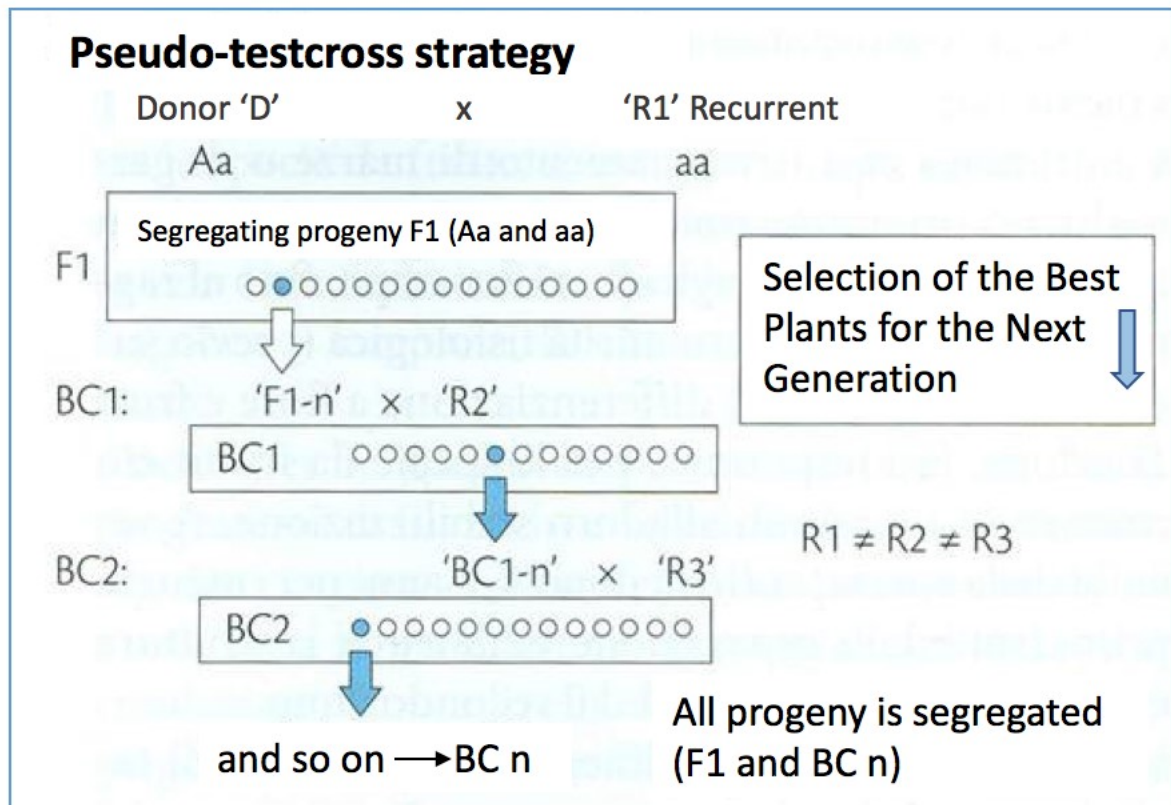 Pseudo-testcross strategy
Donor ‘D’ x ‘R1’ Recurrent
Aa aa
Segregating progeny F1 (Aa and aa)
F1
Selection of the Best
Plants for the Next
Generation
BC1: ‘F1-n’ × ‘R2’
BC1
R1 ≠ R2 ≠ R3
BC2: ‘BC1-n’ × ‘R3’
BC2
All progeny is segregated
(F1 and BC n)
and so on → BC n